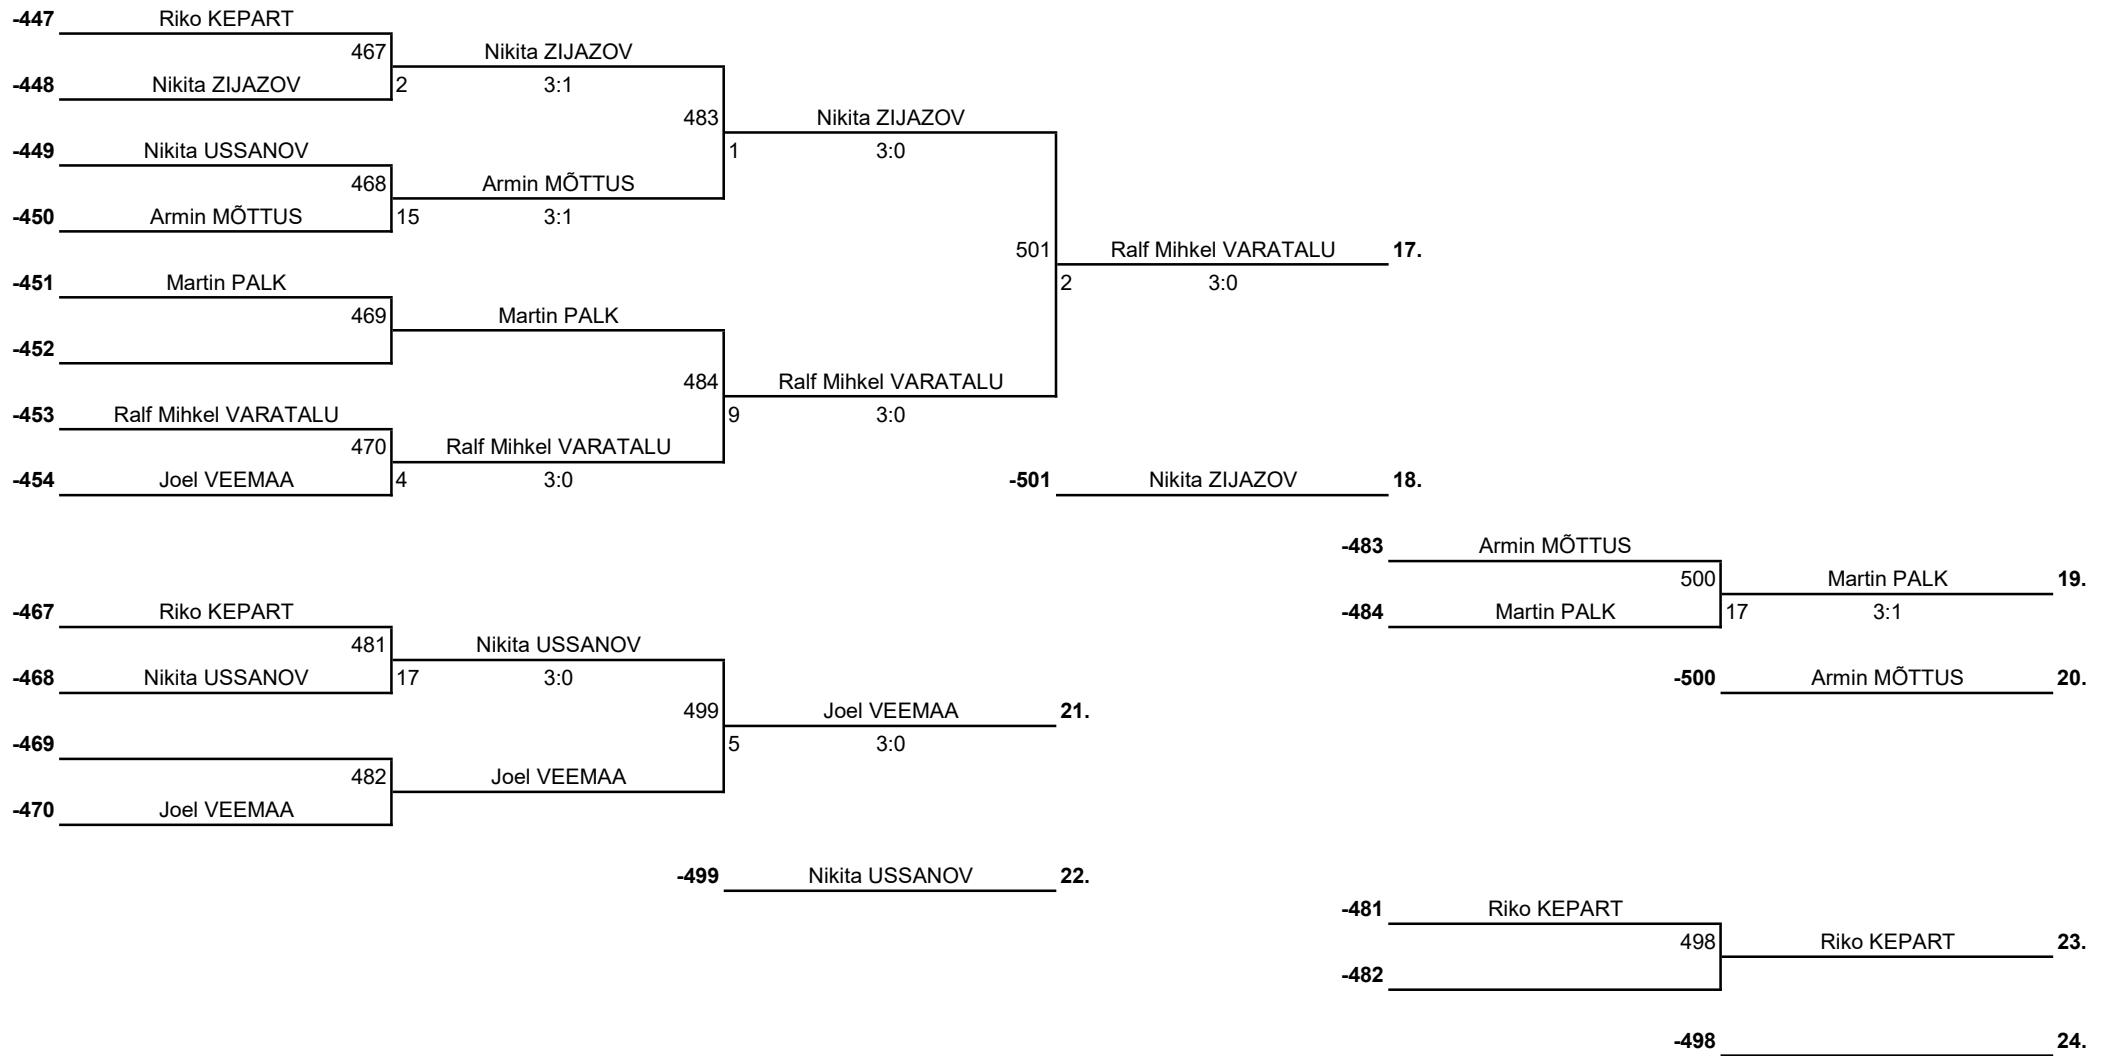 -447 Riko KEPART
467 Nikita ZIJAZOV
-448 Nikita ZIJAZOV 2 3:1
483 Nikita ZIJAZOV
-449 Nikita USSANOV 1 3:0
468 Armin MÕTTUS
-450 Armin MÕTTUS 15 3:1
501 Ralf Mihkel VARATALU 17.
-451 Martin PALK 2 3:0
469 Martin PALK
-452
484 Ralf Mihkel VARATALU
-453 Ralf Mihkel VARATALU 9 3:0
470 Ralf Mihkel VARATALU
-454 Joel VEEMAA 4 3:0 -501 Nikita ZIJAZOV 18.
-483 Armin MÕTTUS
500 Martin PALK 19.
-467 Riko KEPART -484 Martin PALK 17 3:1
481 Nikita USSANOV
-468 Nikita USSANOV 17 3:0 -500 Armin MÕTTUS 20.
499 Joel VEEMAA 21.
-469 5 3:0
482 Joel VEEMAA
-470 Joel VEEMAA
-499 Nikita USSANOV 22.
-481 Riko KEPART
498 Riko KEPART 23.
-482
-498 24.